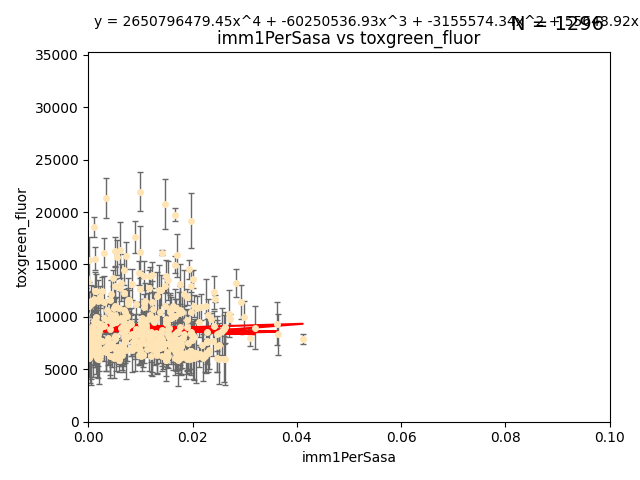 y = 2650796479.45x^4 + -60250536.93x^3 + -3155574.34x^2 +
N = 1296
imm1PerSasa vs toxgreen_fluor
35000
30000
25000
20000
15000
10000
5000
0
toxgreen_fluor
0.00 0.02 0.04 0.06 0.08 0.10
imm1PerSasa